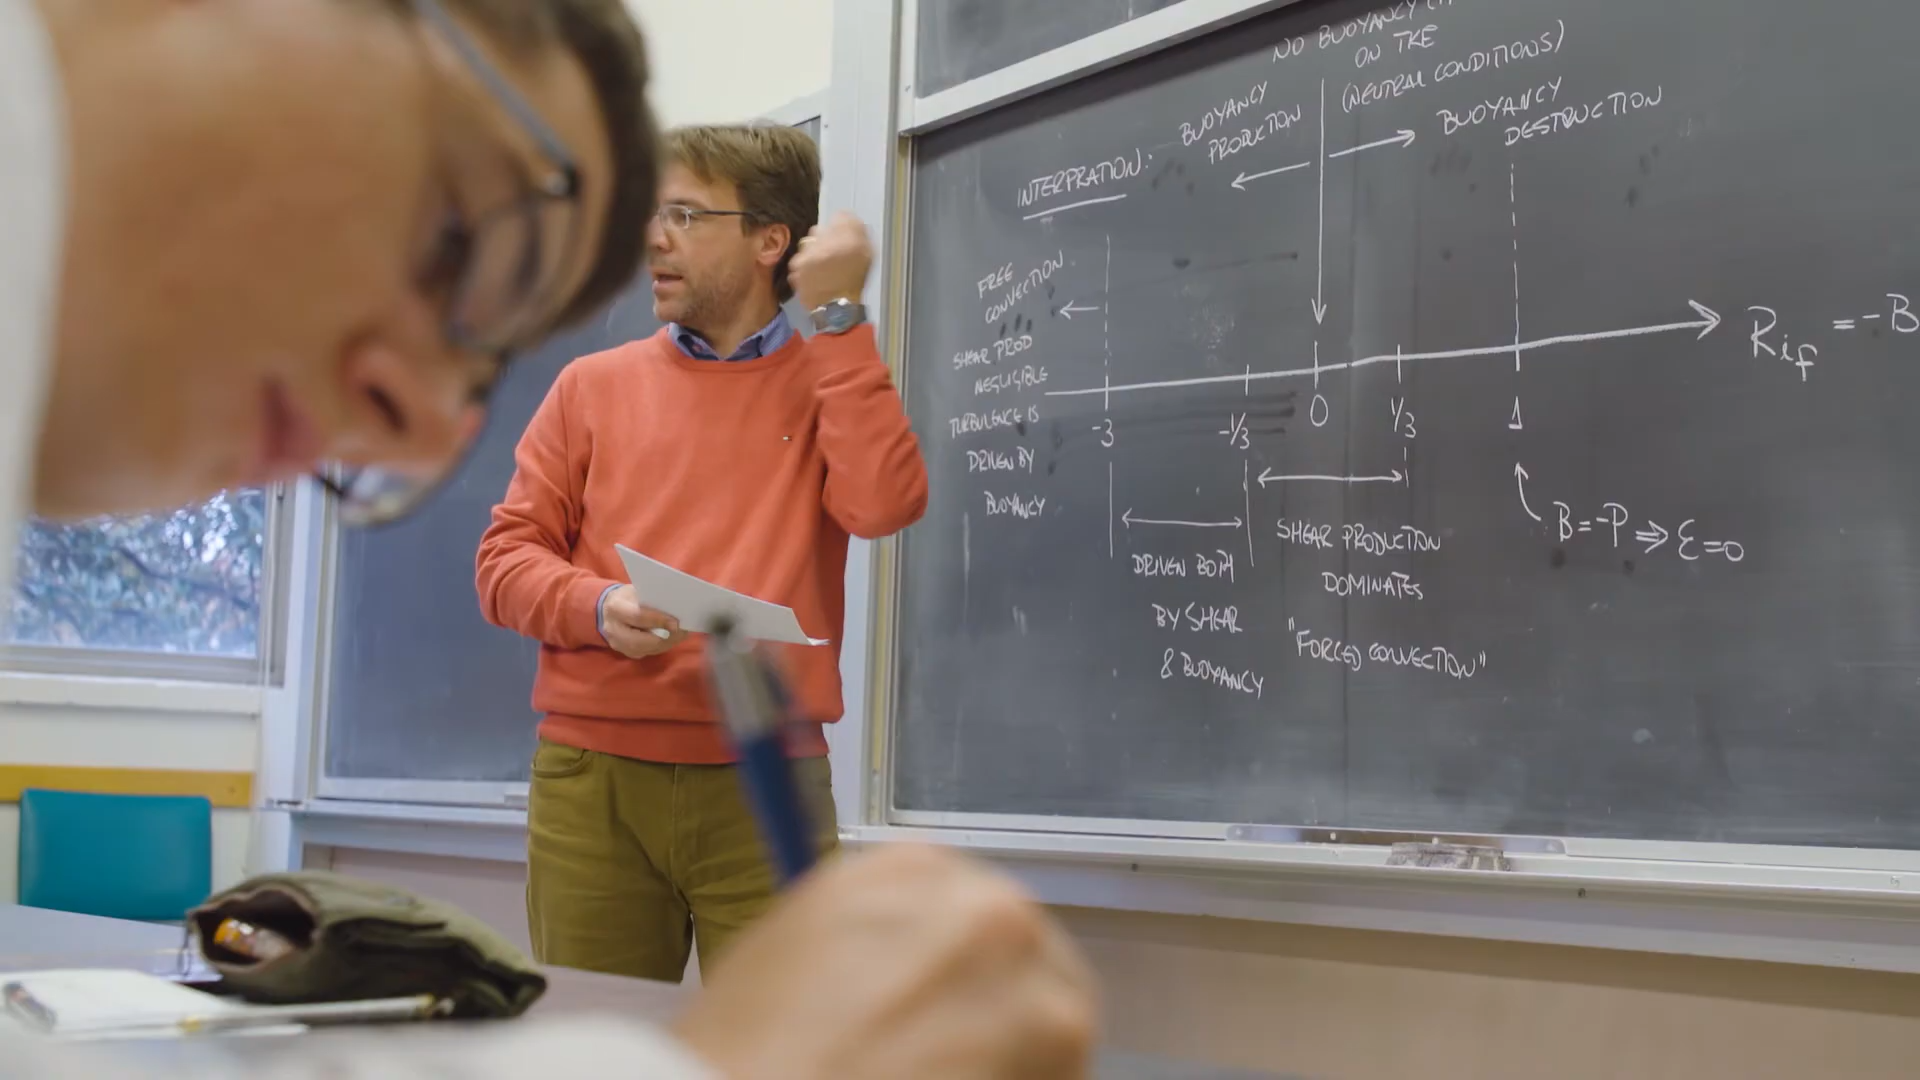 NO BUOYANCY
ON TKE
(NEUTRAL CONDITIONS)
BUOYANCY
PRODUCTION
BUOYANCY
DESTRUCTION
INTERPRATION:
FREE
CONVECTION
SHEAR PROD
NEGLIGIBLE
TURBULENCE IS
DRIVEN BY
BUOYANCY
-3
-1/3
0
1/3
1
Rif = -B
DRIVEN BOTH
BY SHEAR
& BUOYANCY
SHEAR PRODUCTION
DOMINATES
"FORCED CONVECTION"
B=-P ⇒ ε=0